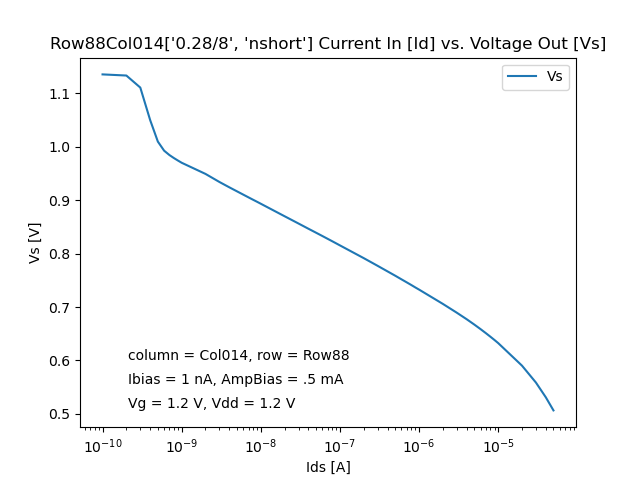 Row88Col014['0.28/8', 'nshort'] Current In [Id] vs. Voltage Out [Vs]
Vs
1.1
1.0
0.9
0.8
0.7
0.6
0.5
Vs [V]
column = Col014, row = Row88
Ibias = 1 nA, AmpBias = .5 mA
Vg = 1.2 V, Vdd = 1.2 V
10⁻¹⁰ 10⁻⁹ 10⁻⁸ 10⁻⁷ 10⁻⁶ 10⁻⁵
Ids [A]